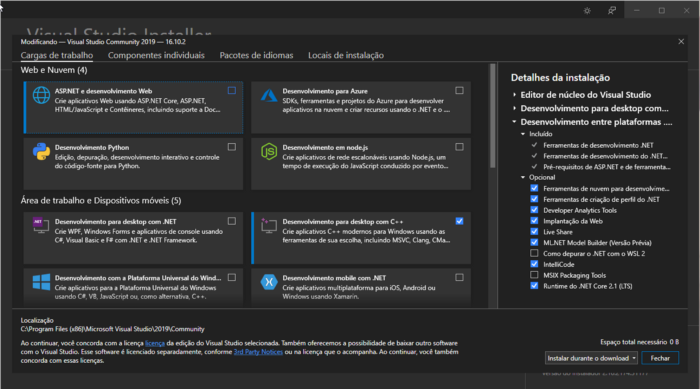 Visual Studio Installer
Modificando — Visual Studio Community 2019 — 16.10.2
Cargas de trabalho Componentes individuais Pacotes de idiomas Locais de instalação
Web e Nuvem (4)
ASP.NET e desenvolvimento Web
Crie aplicativos Web usando ASP.NET Core, ASP.NET,
HTML/JavaScript e Contêineres, incluindo suporte a Doc...
Desenvolvimento para Azure
SDKs, ferramentas e projetos do Azure para desenvolver
aplicativos na nuvem e criar recursos usando o .NET e o ....
Desenvolvimento Python
Edição, depuração, desenvolvimento interativo e controle
do código-fonte para Python.
Desenvolvimento em node.js
Crie aplicativos de rede escalonáveis usando Node.js, um
tempo de execução do JavaScript conduzido por evento...
Área de trabalho e Dispositivos móveis (5)
Desenvolvimento para desktop com .NET
Crie WPF, Windows Forms e aplicativos de console usando
C#, Visual Basic e F# com .NET e .NET Framework.
Desenvolvimento para desktop com C++
Crie aplicativos C++ modernos para Windows usando as
ferramentas de sua escolha, incluindo MSVC, Clang, CMa...
Desenvolvimento com a Plataforma Universal do Wind...
Crie aplicativos para a Plataforma Universal do Windows
usando C#, VB, JavaScript ou, como alternativa, C++.
Desenvolvimento mobile com .NET
Crie aplicativos multiplataforma para iOS, Android ou
Windows usando Xamarin.
Detalhes da instalação
Editor de núcleo do Visual Studio
Desenvolvimento para desktop com...
Desenvolvimento entre plataformas ....
Incluído
Ferramentas de desenvolvimento .NET
Ferramentas de desenvolvimento do .NET...
Pré-requisitos de ASP.NET e de ferramenta...
Opcional
Ferramentas de nuvem para desenvolvime...
Ferramentas de criação de perfil do .NET
Developer Analytics Tools
Implantação da Web
Live Share
ML.NET Model Builder (Versão Prévia)
Como depurar o .NET com o WSL 2
IntelliCode
MSIX Packaging Tools
Runtime do .NET Core 2.1 (LTS)
Localização
C:\Program Files (x86)\Microsoft Visual Studio\2019\Community
Ao continuar, você concorda com a licença licença da edição do Visual Studio selecionada. Também oferecemos a possibilidade de baixar outro software
com o Visual Studio. Esse software é licenciado separadamente, conforme 3rd Party Notices ou na licença que o acompanha. Ao continuar, você também
concorda com essas licenças.
Espaço total necessário 0 B
Instalar durante o download
Fechar